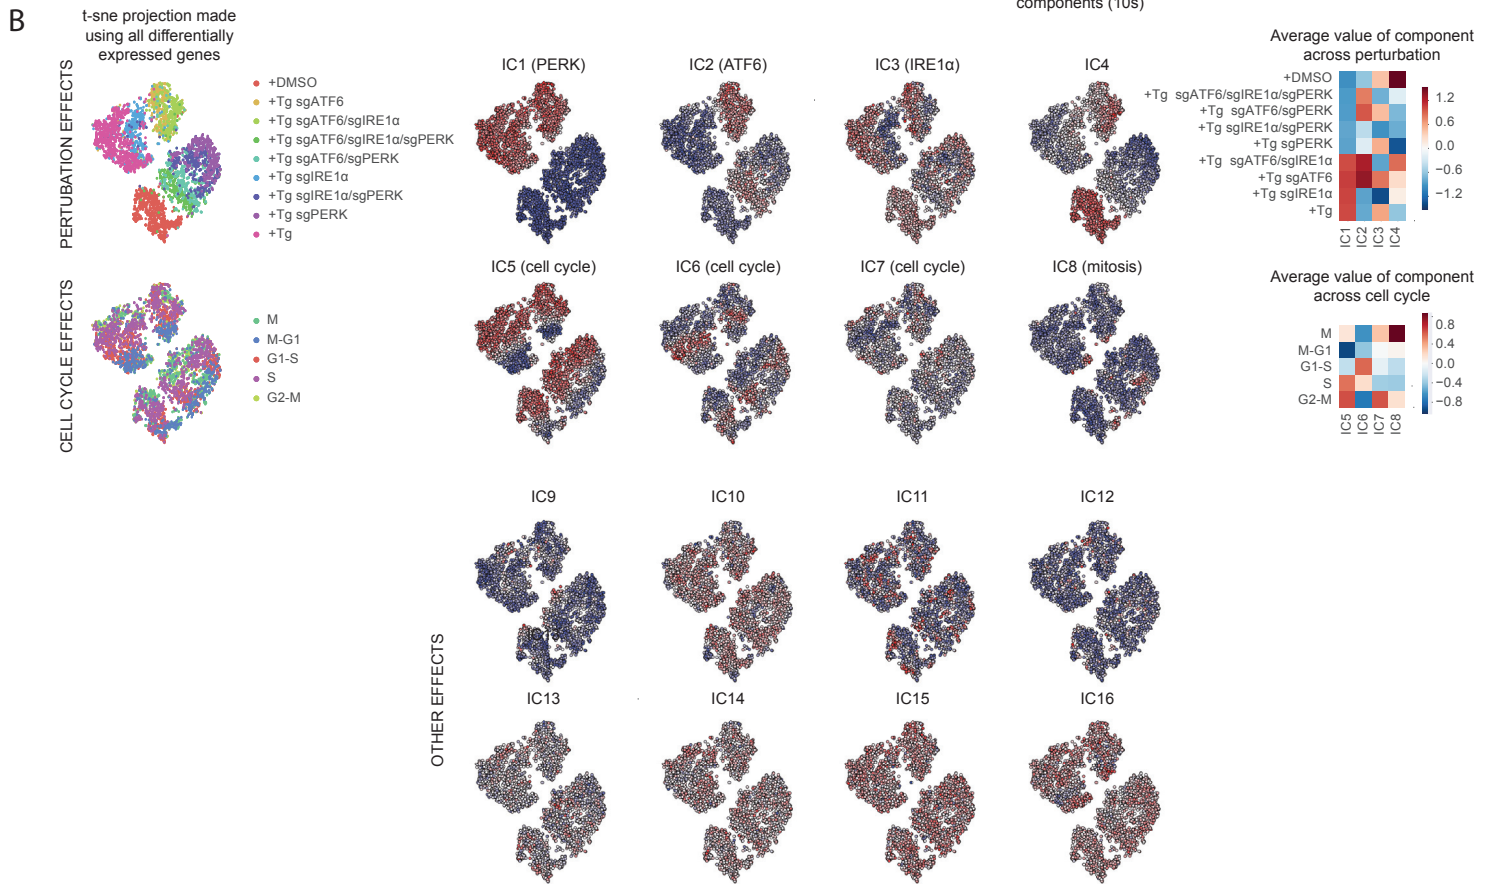 components (10s)
B
t-sne projection made
using all differentially
expressed genes
PERTUBATION EFFECTS
+DMSO
+Tg sgATF6
+Tg sgATF6/sgIRE1α
+Tg sgATF6/sgIRE1α/sgPERK
+Tg sgATF6/sgPERK
+Tg sgIRE1α
+Tg sgIRE1α/sgPERK
+Tg sgPERK
+Tg
IC1 (PERK)
IC2 (ATF6)
IC3 (IRE1α)
IC4
Average value of component
across perturbation
+DMSO
+Tg sgATF6/sgIRE1α/sgPERK
+Tg sgATF6/sgPERK
+Tg sgIRE1α/sgPERK
+Tg sgPERK
+Tg sgATF6/sgIRE1α
+Tg sgATF6
+Tg sgIRE1α
+Tg
IC1
IC2
IC3
IC4
1.2
0.6
0.0
−0.6
−1.2
CELL CYCLE EFFECTS
M
M-G1
G1-S
S
G2-M
IC5 (cell cycle)
IC6 (cell cycle)
IC7 (cell cycle)
IC8 (mitosis)
Average value of component
across cell cycle
M
M-G1
G1-S
S
G2-M
IC5
IC6
IC7
IC8
0.8
0.4
0.0
−0.4
−0.8
OTHER EFFECTS
IC9
IC10
IC11
IC12
IC13
IC14
IC15
IC16